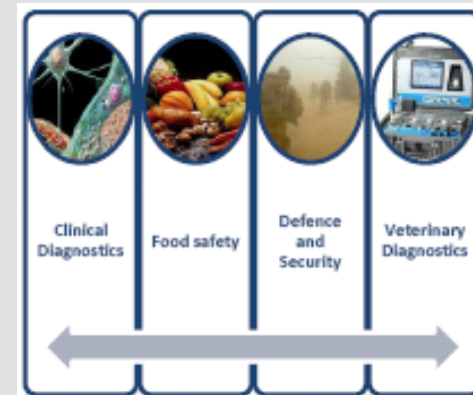 Clinical
Diagnostics
Food safety
Defence
and
Security
Veterinary
Diagnostics